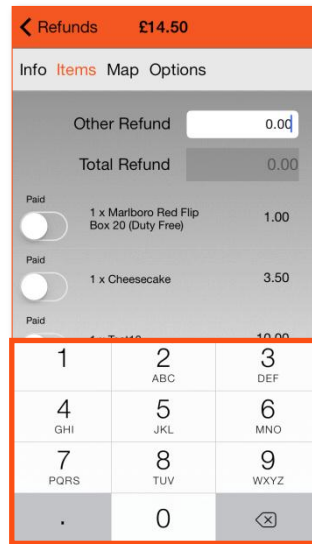 Refunds £14.50
Info Items Map Options
Other Refund 0.00
Total Refund 0.00
Paid
1 x Marlboro Red Flip
Box 20 (Duty Free) 1.00
Paid
1 x Cheesecake 3.50
Paid
10.00
1 2 3
ABC DEF
4 5 6
GHI JKL MNO
7 8 9
PQRS TUV WXYZ
. 0